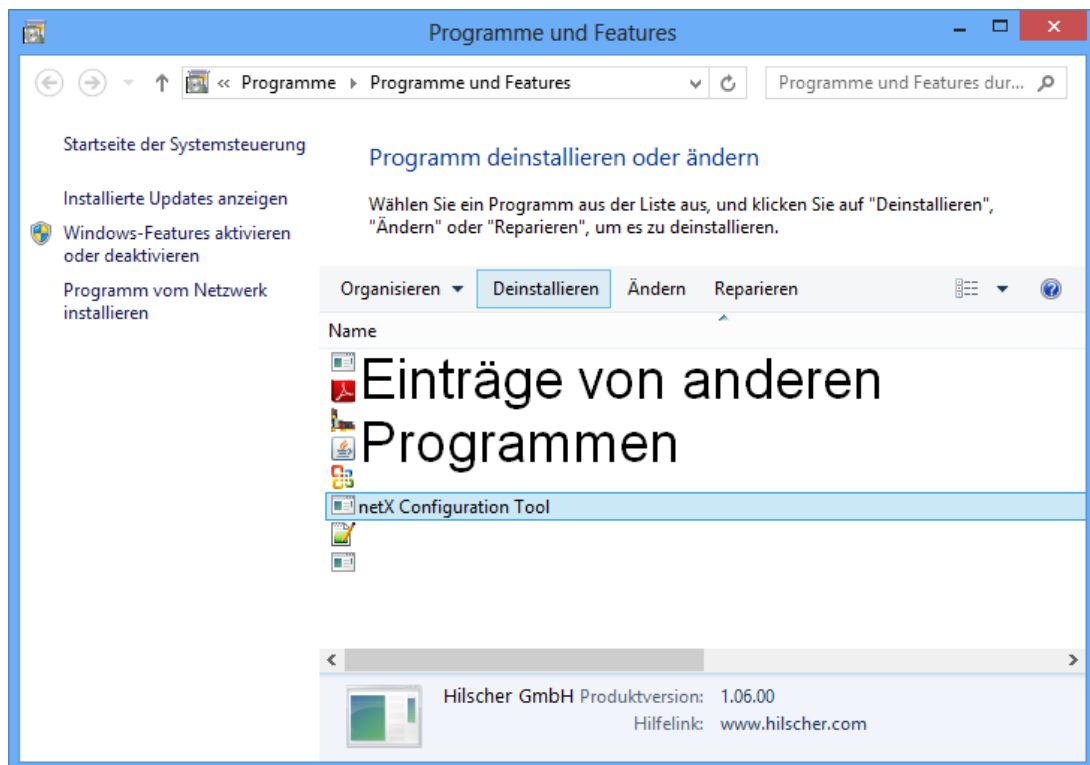 Programme und Features
« Programme ▸ Programme und Features
Programme und Features dur...
Startseite der Systemsteuerung
Installierte Updates anzeigen
Windows-Features aktivieren
oder deaktivieren
Programm vom Netzwerk
installieren
Programm deinstallieren oder ändern
Wählen Sie ein Programm aus der Liste aus, und klicken Sie auf "Deinstallieren",
"Ändern" oder "Reparieren", um es zu deinstallieren.
Organisieren Deinstallieren Ändern Reparieren
Name
Einträge von anderen
Programmen
netX Configuration Tool
Hilscher GmbH Produktversion: 1.06.00
Hilfelink: www.hilscher.com